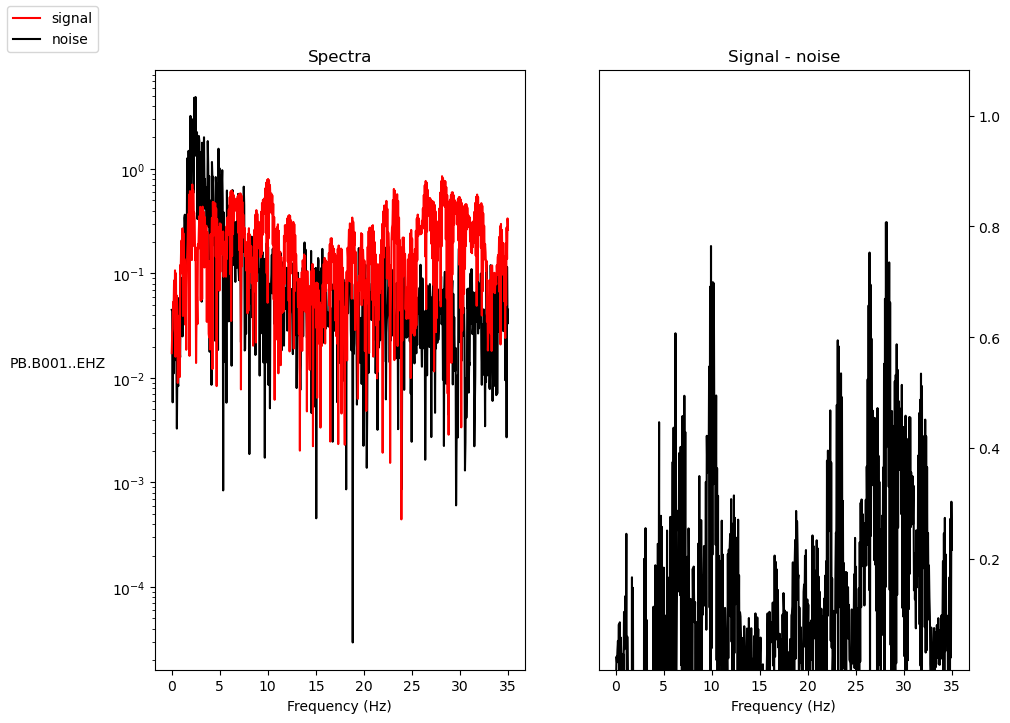 signal
noise
Spectra
Signal - noise
PB.B001..EHZ
10^0
10^-1
10^-2
10^-3
10^-4
1.0
0.8
0.6
0.4
0.2
0 5 10 15 20 25 30 35
0 5 10 15 20 25 30 35
Frequency (Hz)
Frequency (Hz)